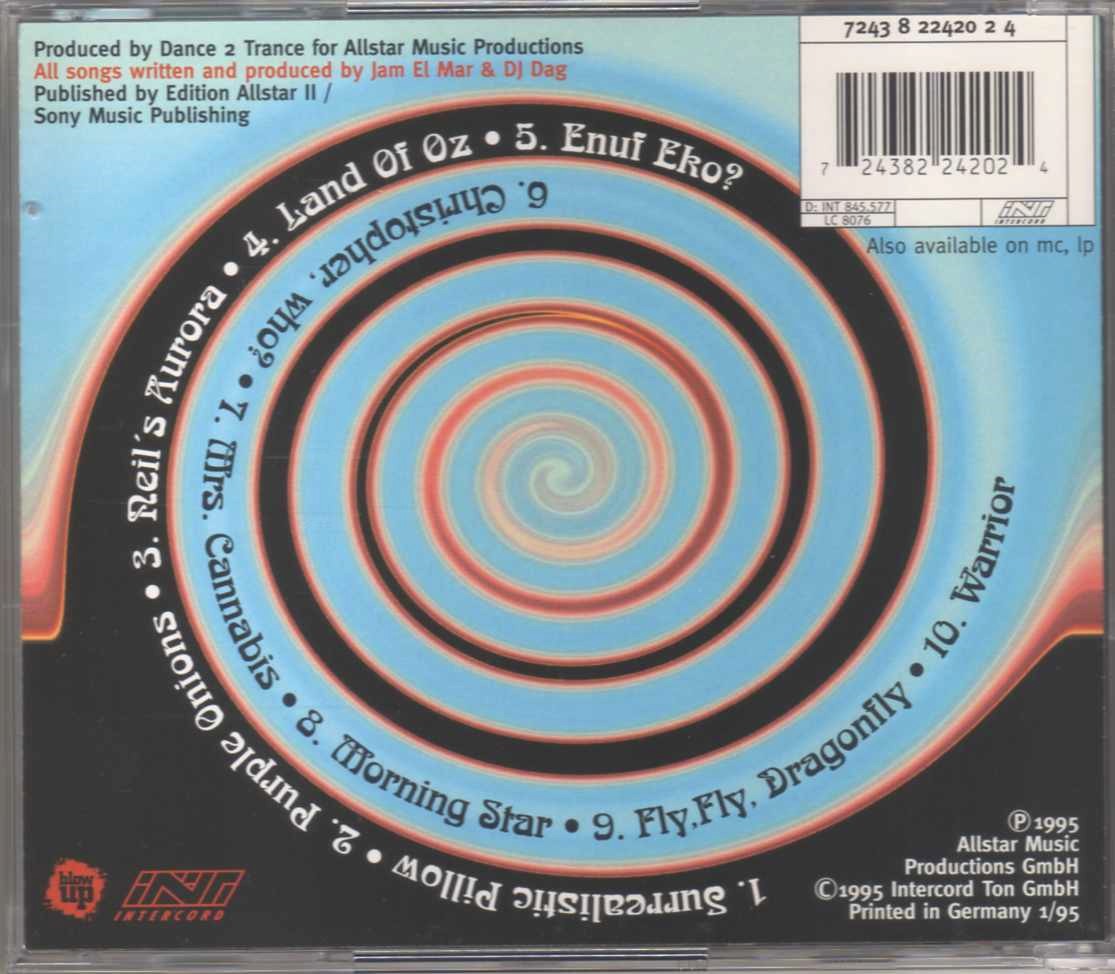 Produced by Dance 2 Trance for Allstar Music Productions
All songs written and produced by Jam El Mar & DJ Dag
Published by Edition Allstar II /
Sony Music Publishing
7243 8 22420 2 4
7 24382 24202 4
D: INT 845.577
LC 8076
INT
INTERCORD
Also available on mc, lp
1. Surrealistic Pillow • 2. Purple Onions • 3. Neil´s Aurora • 4. Land Of Oz • 5. Enuf Eko?
6. Christopher, who? • 7. Mrs. Cannabis • 8. Morning Star • 9. Fly,Fly, Dragonfly • 10. Warrior
blow
up
INT
INTERCORD
℗1995
Allstar Music
Productions GmbH
©1995 Intercord Ton GmbH
Printed in Germany 1/95